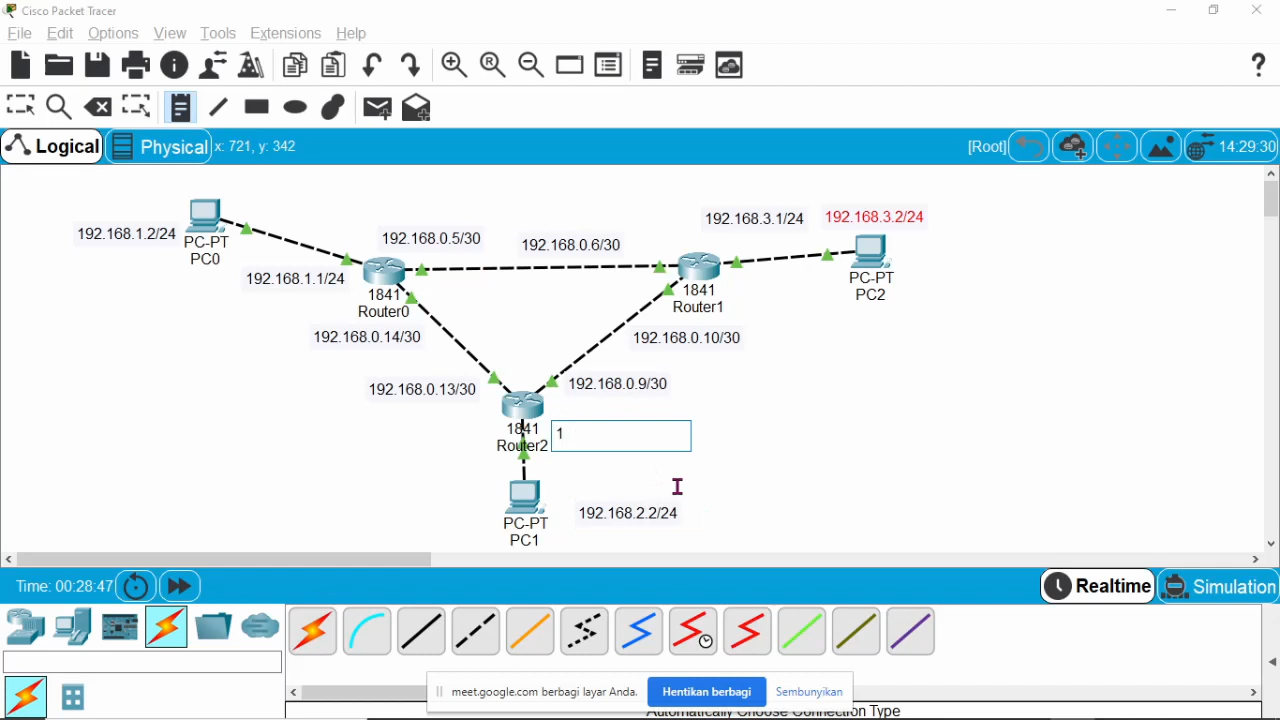 Cisco Packet Tracer
File Edit Options View Tools Extensions Help
Logical Physical x: 721, y: 342 [Root] 14:29:30
192.168.3.1/24 192.168.3.2/24
192.168.1.2/24
PC-PT
PC0
192.168.0.5/30
192.168.0.6/30
192.168.1.1/24
1841
Router0
1841
Router1
PC-PT
PC2
192.168.0.14/30
192.168.0.10/30
192.168.0.13/30
192.168.0.9/30
1841
Router2
1
192.168.2.2/24
PC-PT
PC1
Time: 00:28:47 Realtime Simulation
meet.google.com berbagi layar Anda. Hentikan berbagi Sembunyikan
Automatically Choose Connection Type